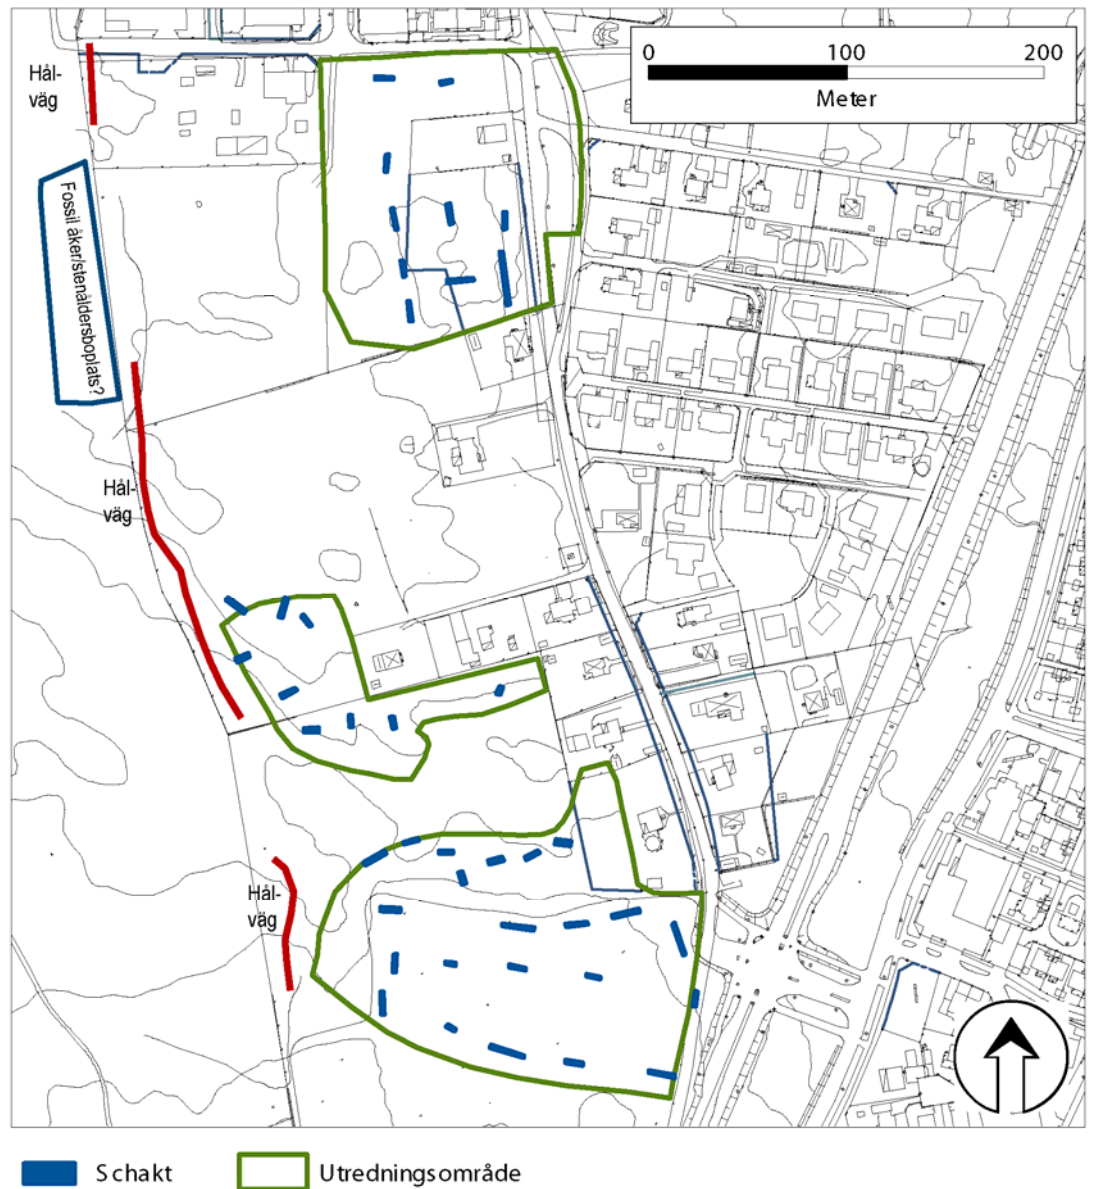 0 100 200
Meter
Hål-
väg
Fossil åker/stenåldersboplats?
Hål-
väg
Hål-
väg
Schakt
Utredningsområde